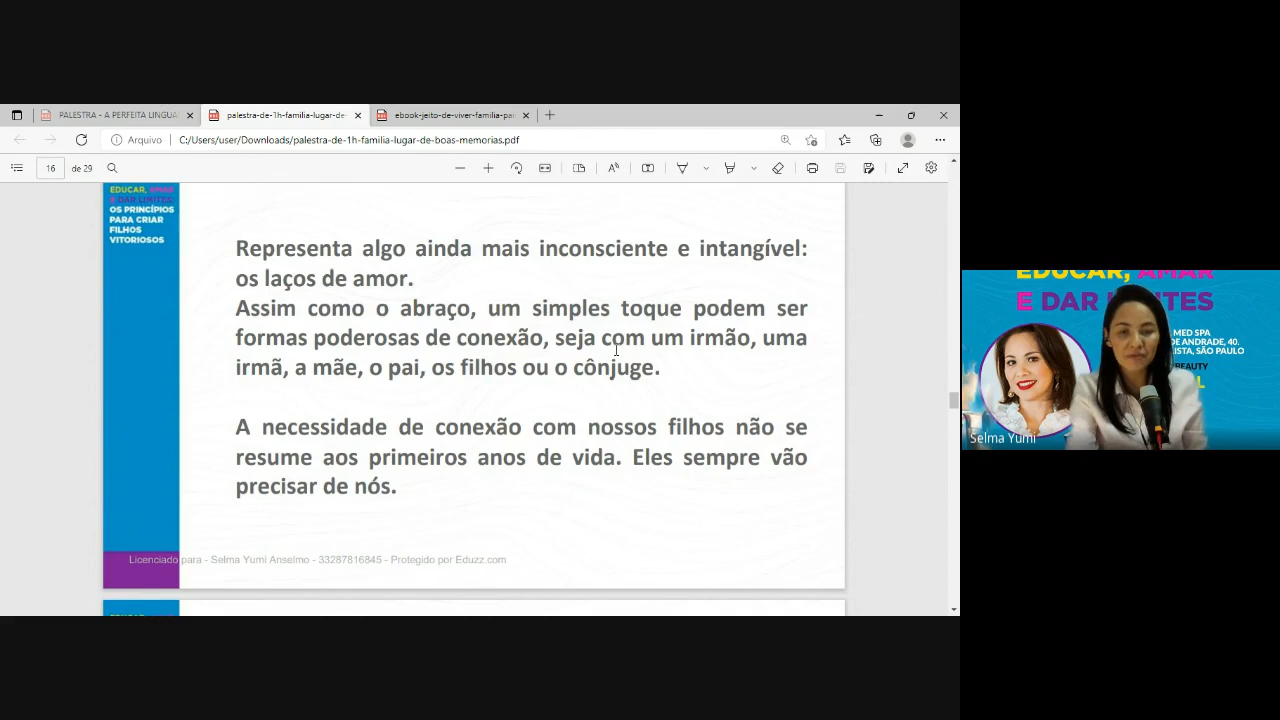 PALESTRA - A PERFEITA LINGUA
palestra-de-1h-familia-lugar-de-
ebook-jeito-de-viver-familia-pa
Arquivo
C:/Users/user/Downloads/palestra-de-1h-familia-lugar-de-boas-memorias.pdf
16
de 29
EDUCAR, AMAR
E DAR LIMITES:
OS PRINCÍPIOS
PARA CRIAR
FILHOS
VITORIOSOS
Representa algo ainda mais inconsciente e intangível:
os laços de amor.
Assim como o abraço, um simples toque podem ser
formas poderosas de conexão, seja com um irmão, uma
irmã, a mãe, o pai, os filhos ou o cônjuge.
A necessidade de conexão com nossos filhos não se
resume aos primeiros anos de vida. Eles sempre vão
precisar de nós.
Licenciado para - Selma Yumi Anselmo - 33287816845 - Protegido por Eduzz.com
EDUCAR, AMAR
E DAR LIMITES
MED SPA
DE ANDRADE, 40.
ISTA, SÃO PAULO
BEAUTY
Selma Yumi